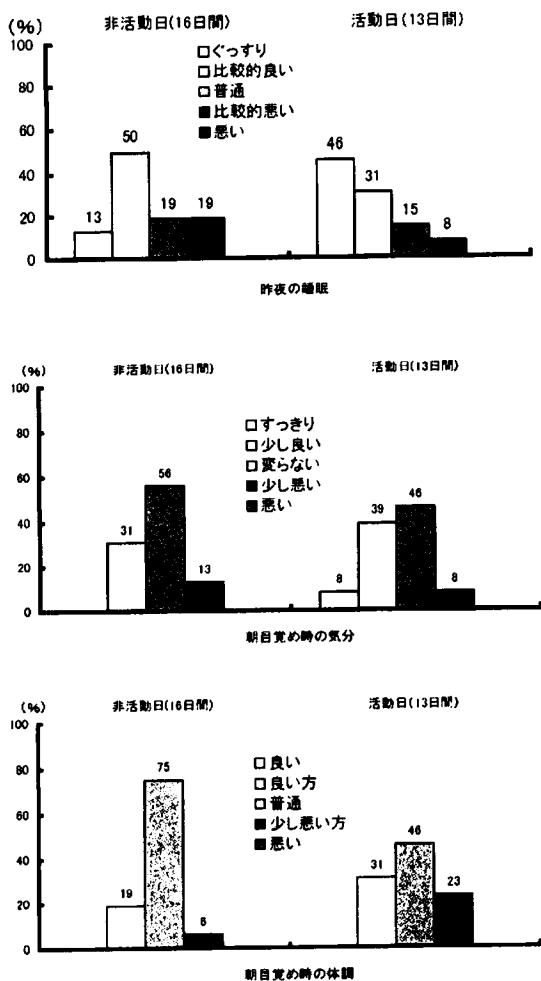 非活動日(16日間) 活動日(13日間)
(%)
100
80
60
40
20
0
□ぐっすり
□比較的良い
□普通
■比較的悪い
■悪い
13 50 19 19
46 31 15 8
昨夜の睡眠
非活動日(16日間) 活動日(13日間)
(%)
100
80
60
40
20
0
□すっきり
□少し良い
□変らない
■少し悪い
■悪い
31 56 13
8 39 46 8
朝目覚め時の気分
非活動日(16日間) 活動日(13日間)
(%)
100
80
60
40
20
0
□良い
□良い方
□普通
■少し悪い方
■悪い
19 75 6
31 46 23
朝目覚め時の体調